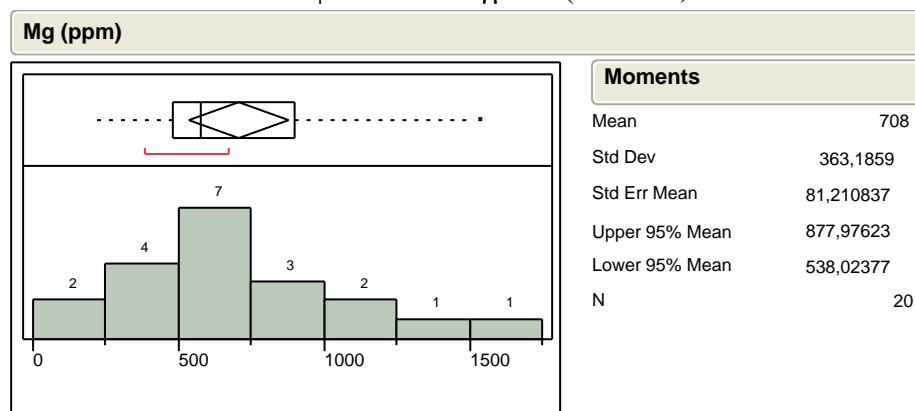 Mg (ppm)
Moments
Mean 708
Std Dev 363,1859
Std Err Mean 81,210837
Upper 95% Mean 877,97623
Lower 95% Mean 538,02377
N 20
7
4
3
2
2
1
1
0 500 1000 1500